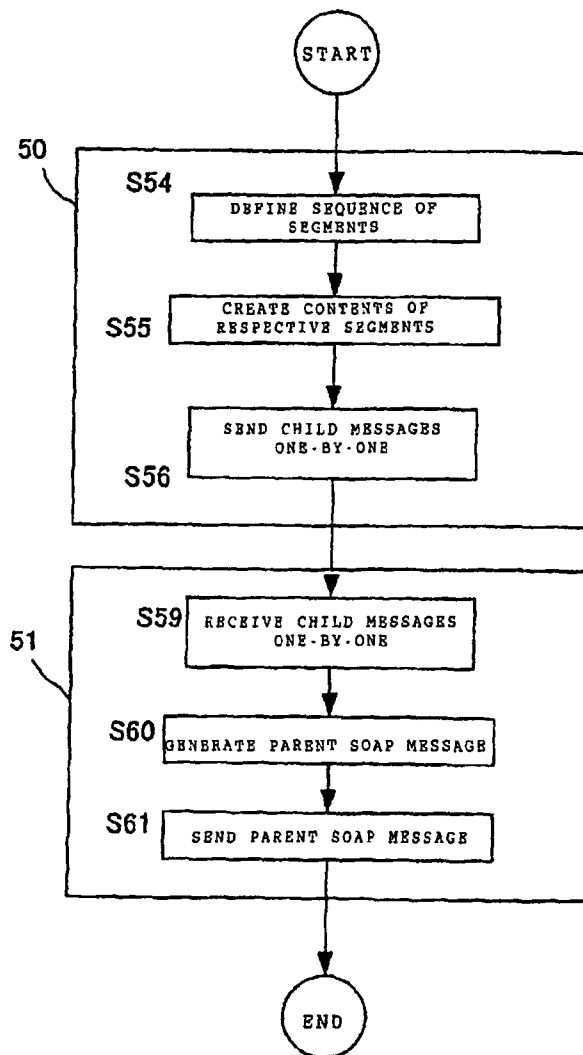 START
50
S54
DEFINE SEQUENCE OF
SEGMENTS
S55
CREATE CONTENTS OF
RESPECTIVE SEGMENTS
S56
SEND CHILD MESSAGES
ONE-BY-ONE
51
S59
RECEIVE CHILD MESSAGES
ONE-BY-ONE
S60
GENERATE PARENT SOAP MESSAGE
S61
SEND PARENT SOAP MESSAGE
END